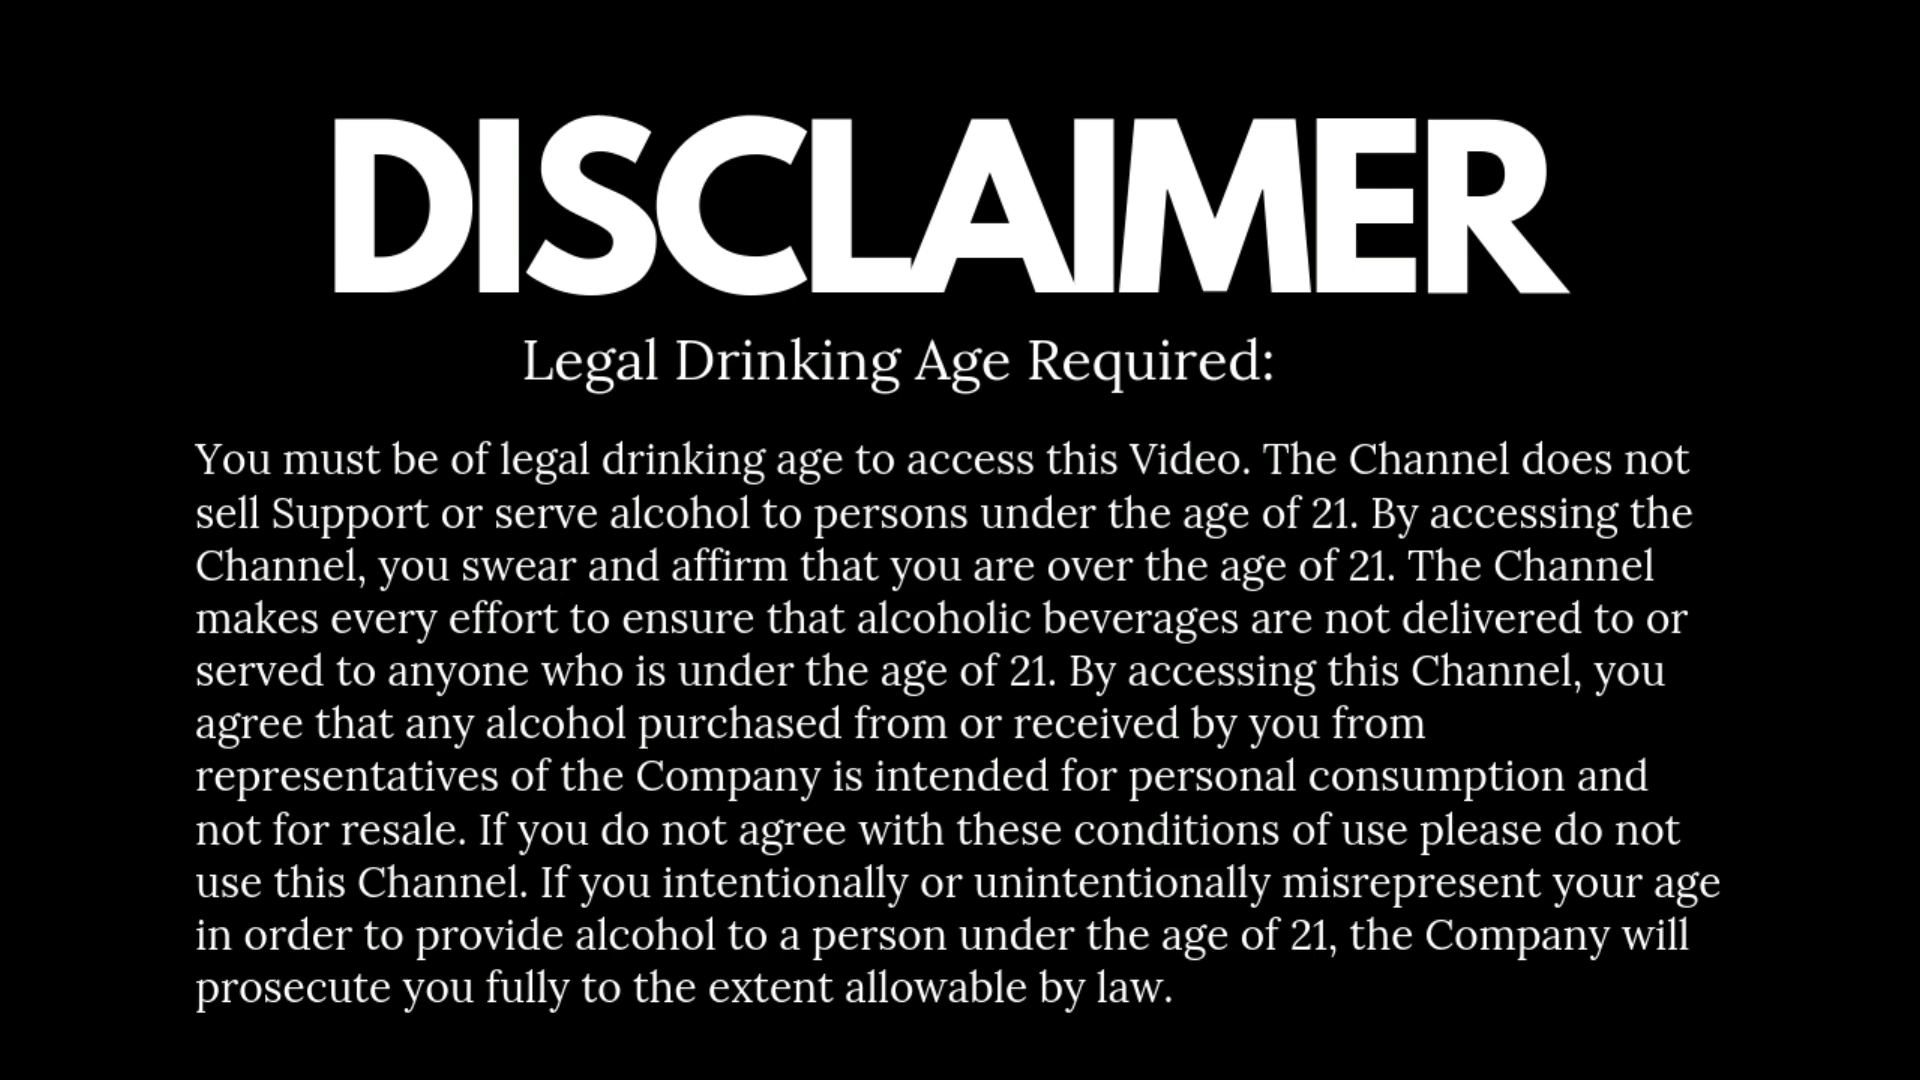 DISCLAIMER
Legal Drinking Age Required:
You must be of legal drinking age to access this Video. The Channel does not
sell Support or serve alcohol to persons under the age of 21. By accessing the
Channel, you swear and affirm that you are over the age of 21. The Channel
makes every effort to ensure that alcoholic beverages are not delivered to or
served to anyone who is under the age of 21. By accessing this Channel, you
agree that any alcohol purchased from or received by you from
representatives of the Company is intended for personal consumption and
not for resale. If you do not agree with these conditions of use please do not
use this Channel. If you intentionally or unintentionally misrepresent your age
in order to provide alcohol to a person under the age of 21, the Company will
prosecute you fully to the extent allowable by law.